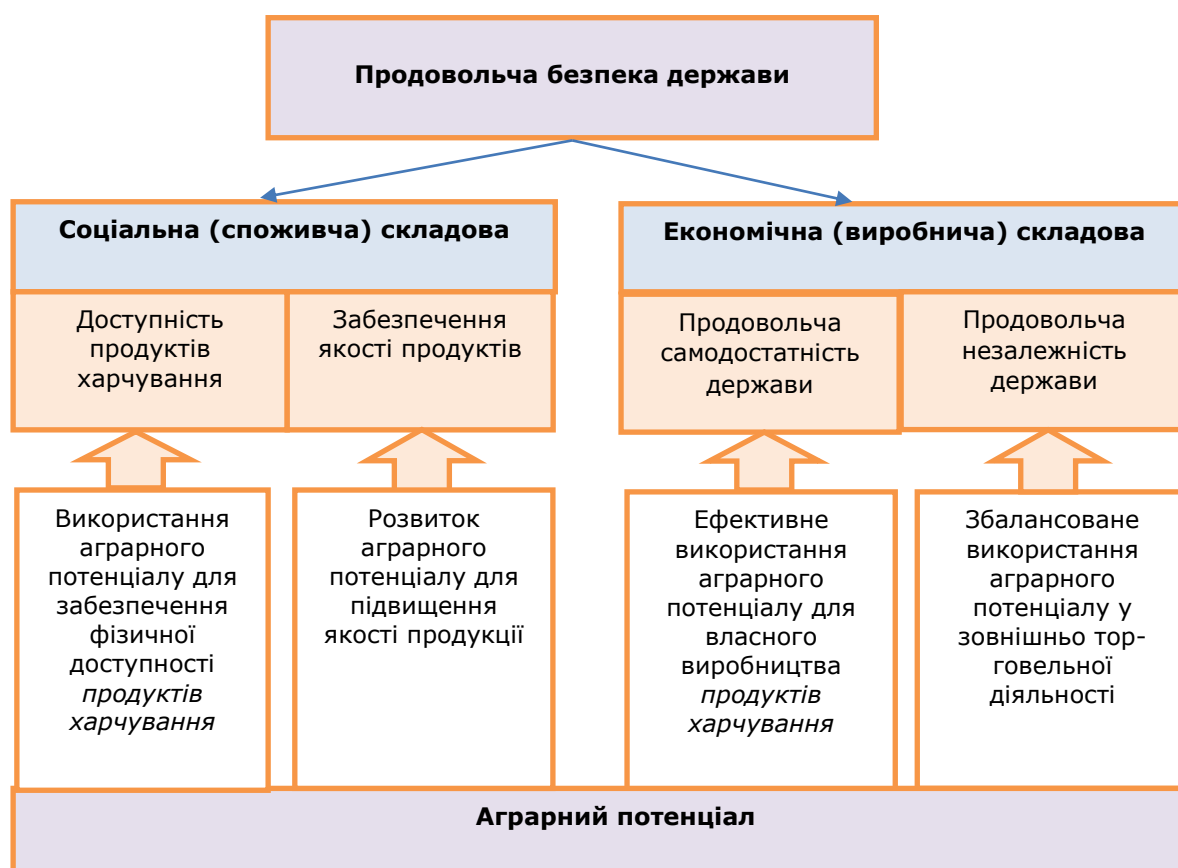 Продовольча безпека держави
Соціальна (споживча) складова
Економічна (виробнича) складова
Доступність
продуктів
харчування
Забезпечення
якості продуктів
Продовольча
самодостатність
держави
Продовольча
незалежність
держави
Використання
аграрного
потенціалу для
забезпечення
фізичної
доступності
продуктів
харчування
Розвиток
аграрного
потенціалу для
підвищення
якості продукції
Ефективне
використання
аграрного
потенціалу для
власного
виробництва
продуктів
харчування
Збалансоване
використання
аграрного
потенціалу у
зовнішньо тор-
говельної
діяльності
Аграрний потенціал